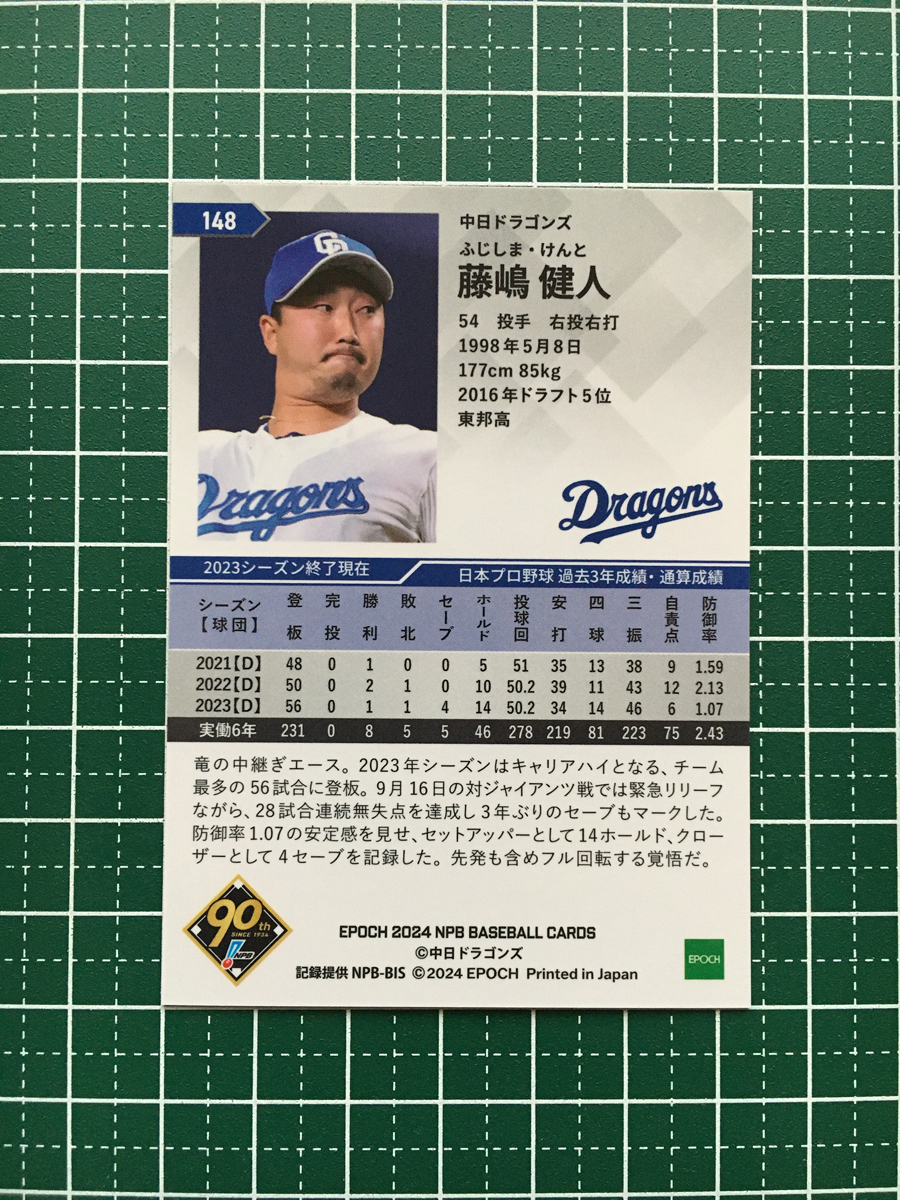 148
中日ドラゴンズ
ふじしま・けんと
藤嶋 健人
54 投手 右投右打
1998年5月8日
177cm 85kg
2016年ドラフト5位
東邦高
Dragons
Dragons
2023シーズン終了現在 日本プロ野球 過去3年成績・通算成績
シーズン【球団】 登板 完投 勝利 敗北 セーブ ホールド 投球回 安打 四球 三振 自責点 防御率
2021【D】 48 0 1 0 0 5 51 35 13 38 9 1.59
2022【D】 50 0 2 1 0 10 50.2 39 11 43 12 2.13
2023【D】 56 0 1 1 4 14 50.2 34 14 46 6 1.07
実働6年 231 0 8 5 5 46 278 219 81 223 75 2.43
竜の中継ぎエース。2023年シーズンはキャリアハイとなる、チーム
最多の56試合に登板。9月16日の対ジャイアンツ戦では緊急リリーフ
ながら、28試合連続無失点を達成し3年ぶりのセーブもマークした。
防御率1.07の安定感を見せ、セットアッパーとして14ホールド、クロー
ザーとして4セーブを記録した。先発も含めフル回転する覚悟だ。
90th
SINCE 1934
NPB
EPOCH 2024 NPB BASEBALL CARDS
©中日ドラゴンズ
記録提供 NPB-BIS ©2024 EPOCH Printed in Japan
EPOCH